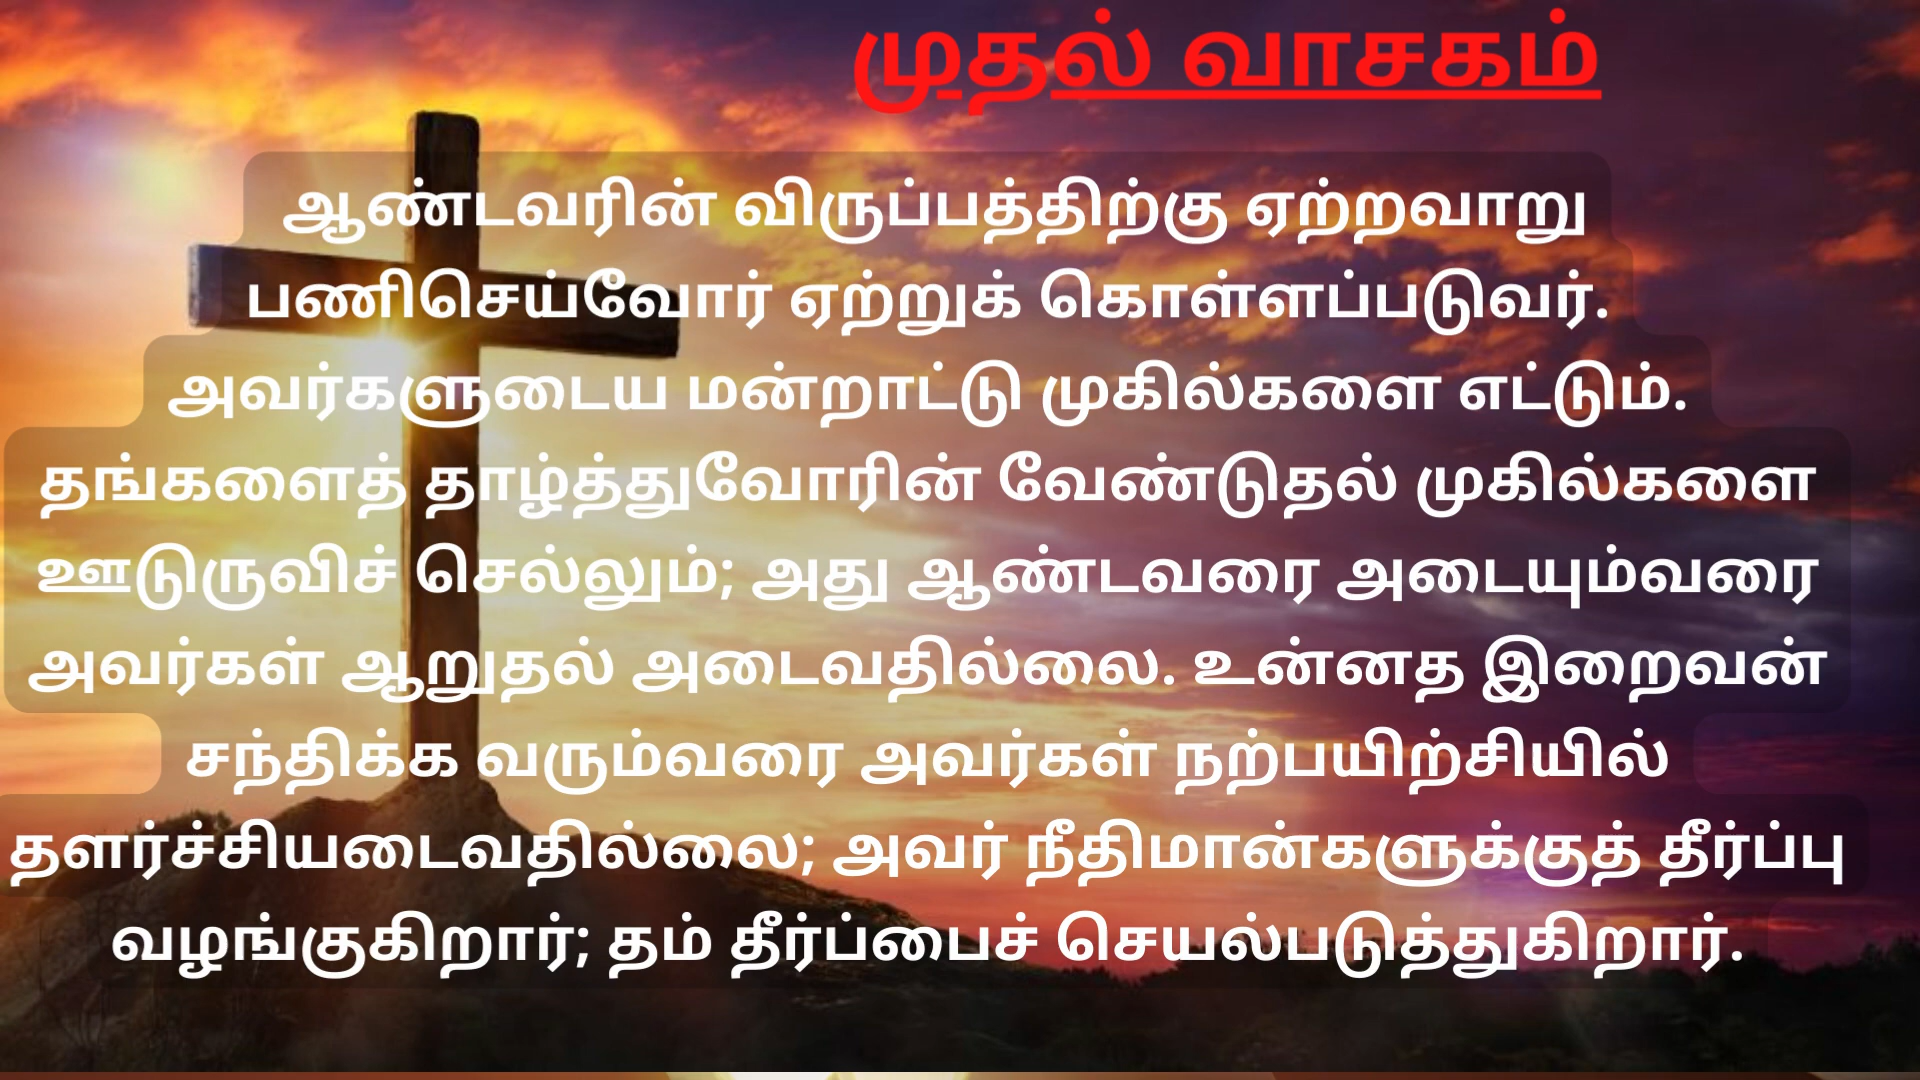 முதல் வாசகம்
ஆண்டவரின் விருப்பத்திற்கு ஏற்றவாறு
பணிசெய்வோர் ஏற்றுக் கொள்ளப்படுவர்.
அவர்களுடைய மன்றாட்டு முகில்களை எட்டும்.
தங்களைத் தாழ்த்துவோரின் வேண்டுதல் முகில்களை
ஊடுருவிச் செல்லும்; அது ஆண்டவரை அடையும்வரை
அவர்கள் ஆறுதல் அடைவதில்லை. உன்னத இறைவன்
சந்திக்க வரும்வரை அவர்கள் நற்பயிற்சியில்
தளர்ச்சியடைவதில்லை; அவர் நீதிமான்களுக்குத் தீர்ப்பு
வழங்குகிறார்; தம் தீர்ப்பைச் செயல்படுத்துகிறார்.